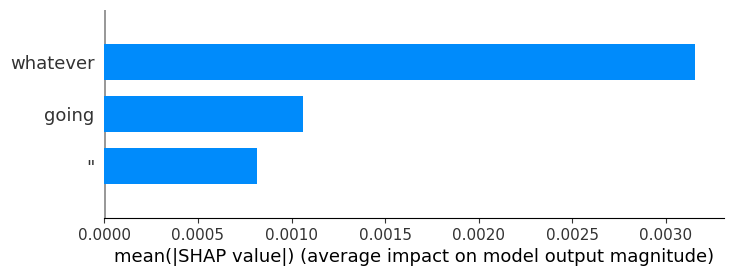 whatever
going
"
0.0000 0.0005 0.0010 0.0015 0.0020 0.0025 0.0030
mean(|SHAP value|) (average impact on model output magnitude)